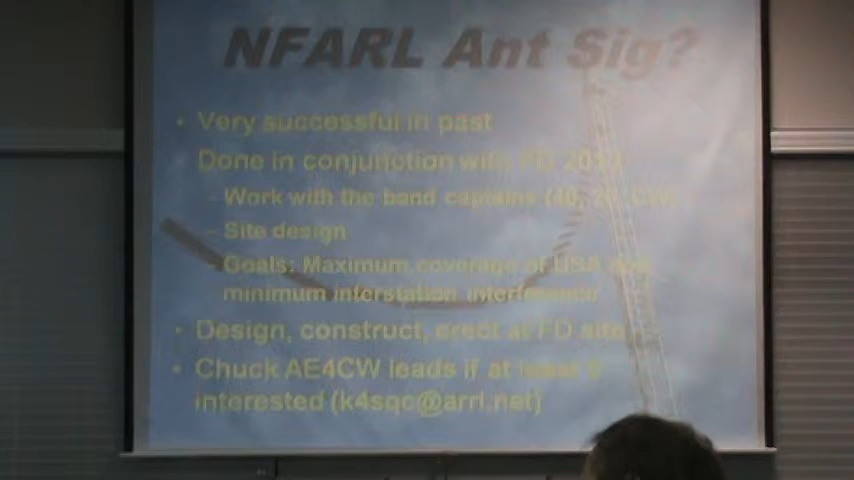 NFARL Ant Sig?
• Very successful in past
Done in conjunction with FD
– Work with the band captains (40, 20, CW)
– Site design
– Goals: Maximum coverage of USA
minimum interstation interference
• Design, construct, erect at FD site
• Chuck AE4CW leads if at least
interested (k4sqc@arrl.net)